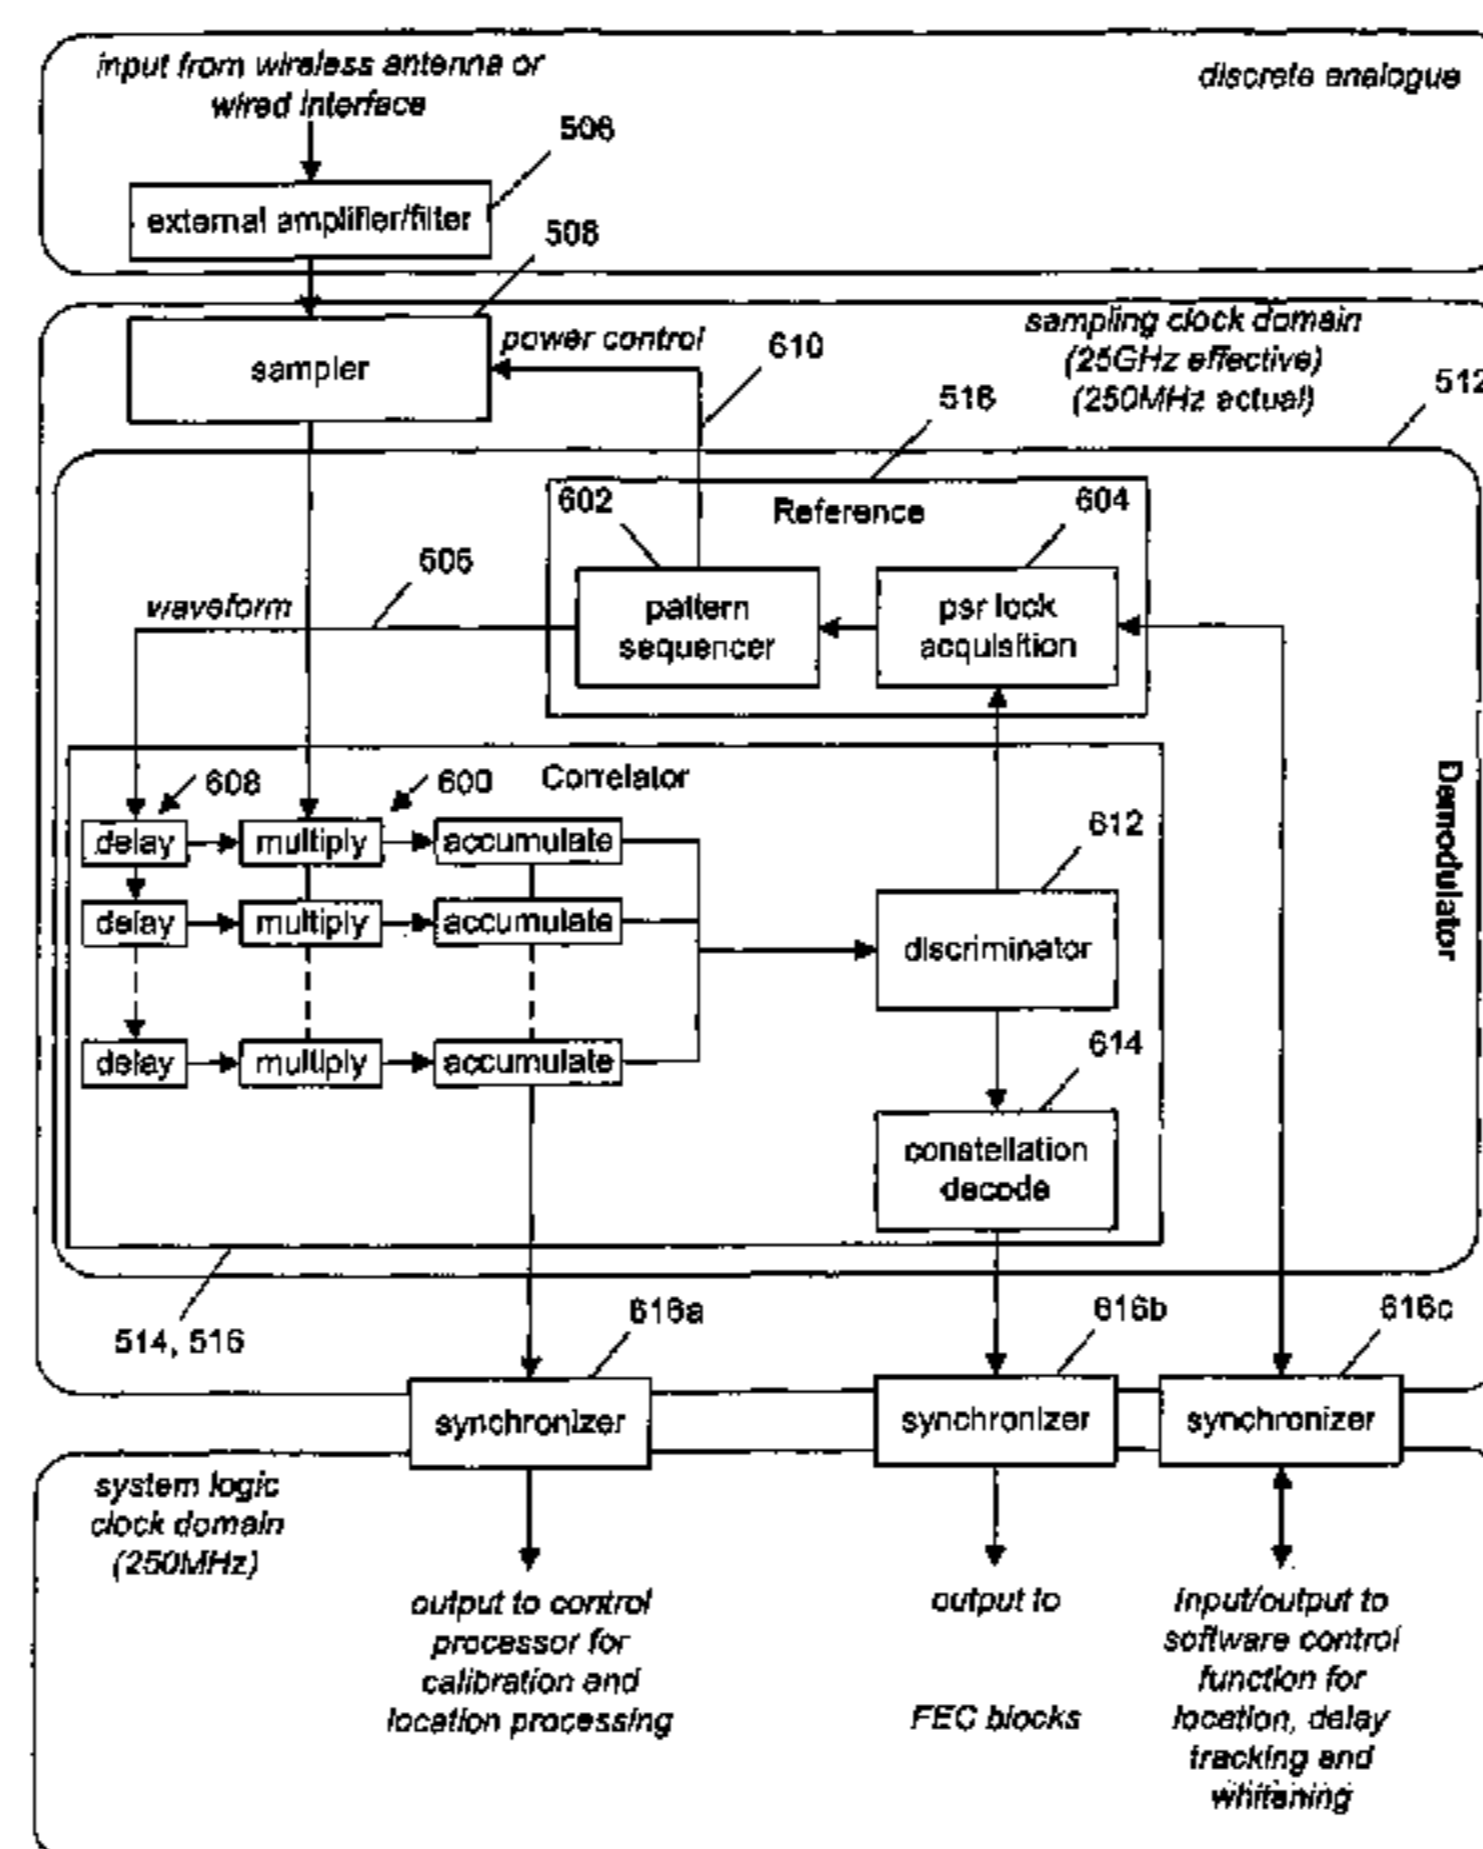 input from wireless antenna or
wired interface
discrete analogue
506
external amplifier/filter
508
sampler
power control
610
sampling clock domain
(25GHz effective)
(250MHz actual)
512
518
602
Reference
604
606
waveform
pattern
sequencer
psr lock
acquisition
608
600
Correlator
Demodulator
612
delay
multiply
accumulate
delay
multiply
accumulate
discriminator
delay
multiply
accumulate
614
constellation
decode
514, 516
616a
616b
616c
synchronizer
synchronizer
synchronizer
system logic
clock domain
(250MHz)
output to control
processor for
calibration and
location processing
output to
FEC blocks
Input/output to
software control
function for
location, delay
tracking and
whitening